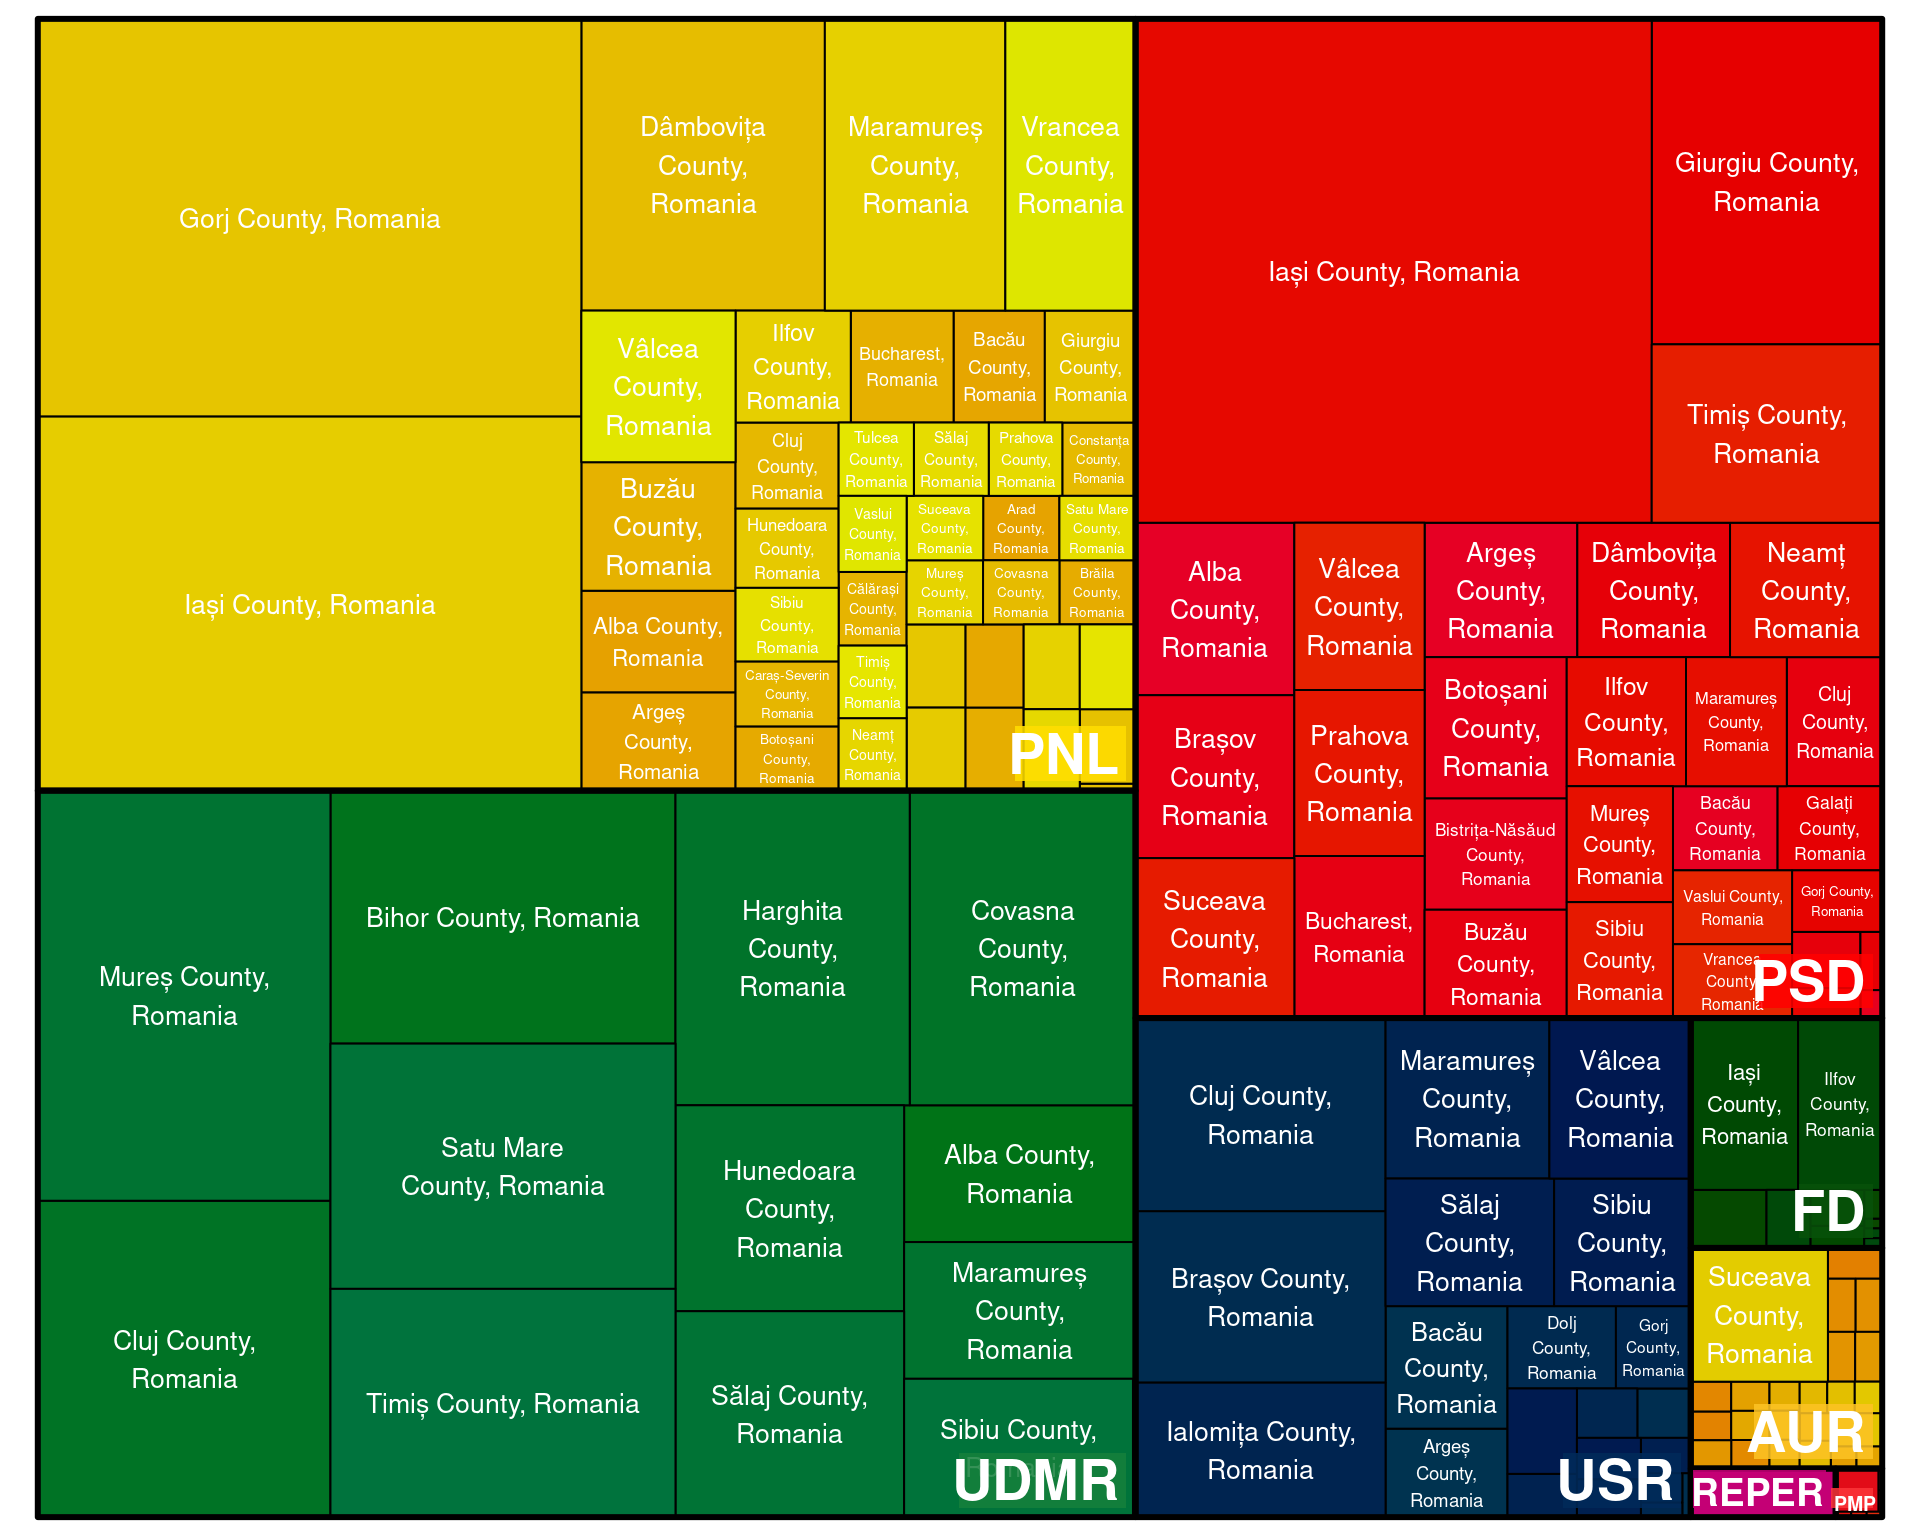 Gorj County, Romania
Iași County, Romania
Dâmbovița
County,
Romania
Maramureș
County,
Romania
Vrancea
County,
Romania
Vâlcea
County,
Romania
Ilfov
County,
Romania
Bucharest,
Romania
Bacău
County,
Romania
Giurgiu
County,
Romania
Buzău
County,
Romania
Alba County,
Romania
Argeș
County,
Romania
Cluj
County,
Romania
Hunedoara
County,
Romania
Sibiu
County,
Romania
Caraș-Severin
County,
Romania
Botoșani
County,
Romania
Tulcea
County,
Romania
Sălaj
County,
Romania
Prahova
County,
Romania
Constanța
County,
Romania
Vaslui
County,
Romania
Călărași
County,
Romania
Timiș
County,
Romania
Neamț
County,
Romania
Suceava
County,
Romania
Arad
County,
Romania
Satu Mare
County,
Romania
Mureș
County,
Romania
Covasna
County,
Romania
Brăila
County,
Romania
PNL
Iași County, Romania
Giurgiu County,
Romania
Timiș County,
Romania
Alba
County,
Romania
Brașov
County,
Romania
Suceava
County,
Romania
Vâlcea
County,
Romania
Prahova
County,
Romania
Bucharest,
Romania
Argeș
County,
Romania
Dâmbovița
County,
Romania
Neamț
County,
Romania
Botoșani
County,
Romania
Bistrița-Năsăud
County,
Romania
Buzău
County,
Romania
Ilfov
County,
Romania
Maramureș
County,
Romania
Cluj
County,
Romania
Mureș
County,
Romania
Sibiu
County,
Romania
Bacău
County,
Romania
Galați
County,
Romania
Vaslui County,
Romania
Gorj County,
Romania
Vrancea
County,
Romania
PSD
Mureș County,
Romania
Cluj County,
Romania
Bihor County, Romania
Satu Mare
County, Romania
Timiș County, Romania
Harghita
County,
Romania
Covasna
County,
Romania
Hunedoara
County,
Romania
Sălaj County,
Romania
Alba County,
Romania
Maramureș
County,
Romania
Sibiu County,
Romania
UDMR
Cluj County,
Romania
Brașov County,
Romania
Ialomița County,
Romania
Maramureș
County,
Romania
Vâlcea
County,
Romania
Sălaj
County,
Romania
Sibiu
County,
Romania
Bacău
County,
Romania
Argeș
County,
Romania
Dolj
County,
Romania
Gorj
County,
Romania
USR
Iași
County,
Romania
Ilfov
County,
Romania
FD
Suceava
County,
Romania
AUR
REPER
PMP